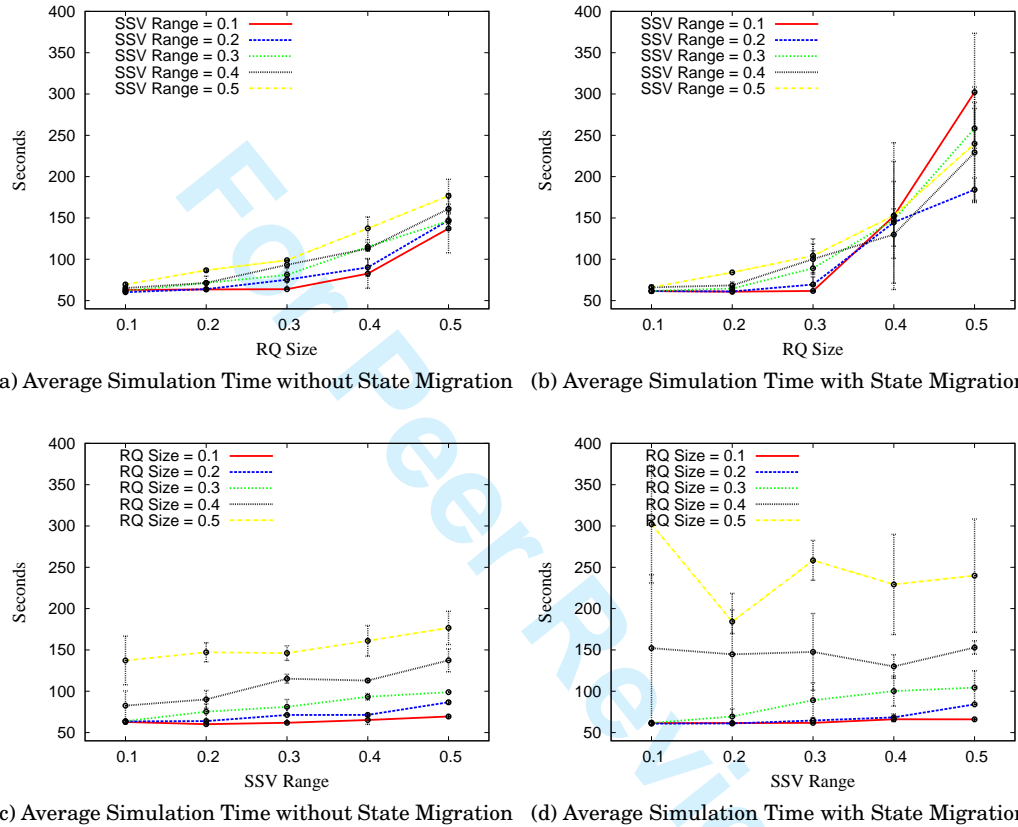 400
350
300
250
200
150
100
50
0.1 0.2 0.3 0.4 0.5
Seconds
RQ Size
SSV Range = 0.1
SSV Range = 0.2
SSV Range = 0.3
SSV Range = 0.4
SSV Range = 0.5
a) Average Simulation Time without State Migration
400
350
300
250
200
150
100
50
0.1 0.2 0.3 0.4 0.5
Seconds
RQ Size
SSV Range = 0.1
SSV Range = 0.2
SSV Range = 0.3
SSV Range = 0.4
SSV Range = 0.5
(b) Average Simulation Time with State Migration
400
350
300
250
200
150
100
50
0.1 0.2 0.3 0.4 0.5
Seconds
SSV Range
RQ Size = 0.1
RQ Size = 0.2
RQ Size = 0.3
RQ Size = 0.4
RQ Size = 0.5
c) Average Simulation Time without State Migration
400
350
300
250
200
150
100
50
0.1 0.2 0.3 0.4 0.5
Seconds
SSV Range
RQ Size = 0.1
RQ Size = 0.2
RQ Size = 0.3
RQ Size = 0.4
RQ Size = 0.5
(d) Average Simulation Time with State Migration
For Peer Revi